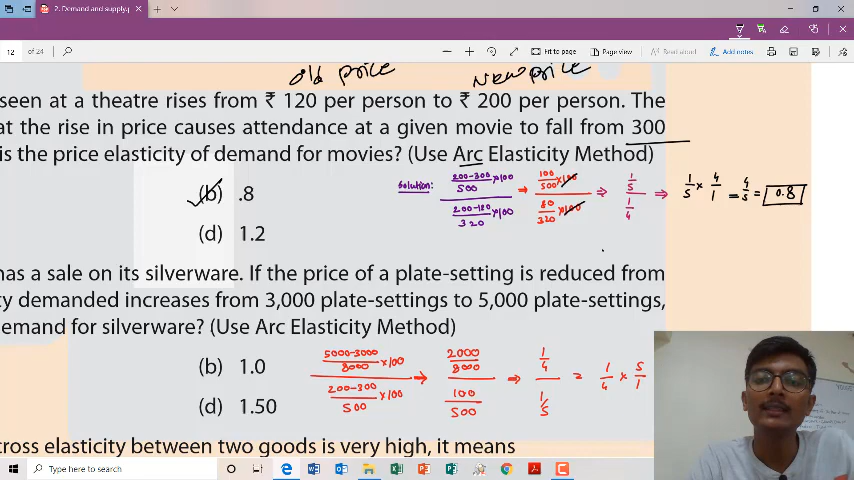 2. Demand and supply.p
12 of 24
Fit to page
Page view
Read aloud
Add notes
old price New price
seen at a theatre rises from ₹ 120 per person to ₹ 200 per person. The
at the rise in price causes attendance at a given movie to fall from 300
is the price elasticity of demand for movies? (Use Arc Elasticity Method)
Solution: 200-300/500 ×100 / 200-120/320 ×100 → 100/500 ×100 / 80/320 ×100 ⇒ 1/5 / 1/4 ⇒ 1/5 × 4/1 = 4/5 = 0.8
(b) .8
(d) 1.2
has a sale on its silverware. If the price of a plate-setting is reduced from
ty demanded increases from 3,000 plate-settings to 5,000 plate-settings,
demand for silverware? (Use Arc Elasticity Method)
(b) 1.0
(d) 1.50
5000-3000/8000 ×100 / 200-300/500 ×100 → 2000/8000 / 100/500 ⇒ 1/4 / 1/5 = 1/4 × 5/1
cross elasticity between two goods is very high, it means
Type here to search